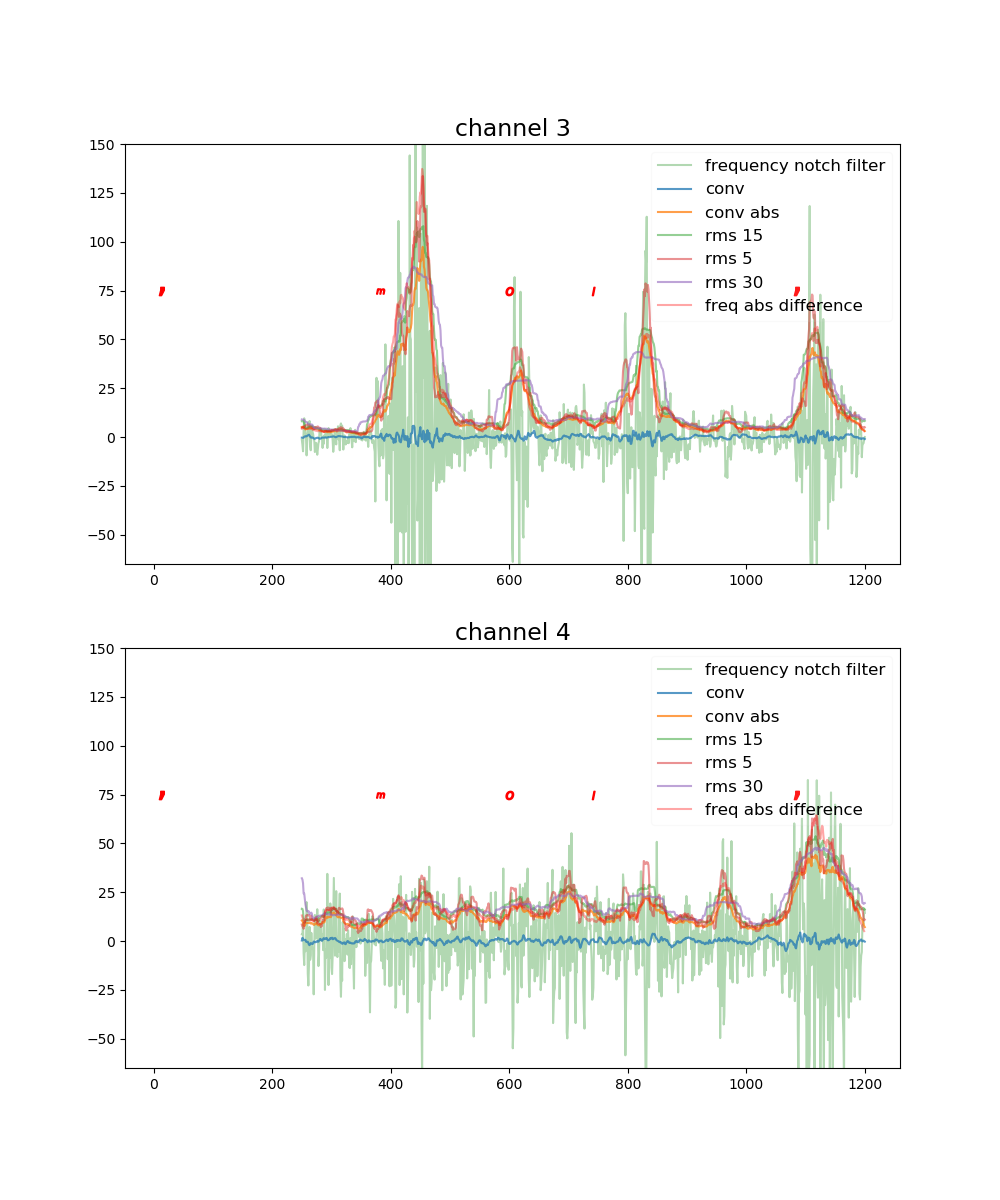 channel 3
150
125
100
75
50
25
0
−25
−50
frequency notch filter
conv
conv abs
rms 15
rms 5
rms 30
freq abs difference
, m o l ,
0 200 400 600 800 1000 1200
channel 4
150
125
100
75
50
25
0
−25
−50
frequency notch filter
conv
conv abs
rms 15
rms 5
rms 30
freq abs difference
, m o l ,
0 200 400 600 800 1000 1200